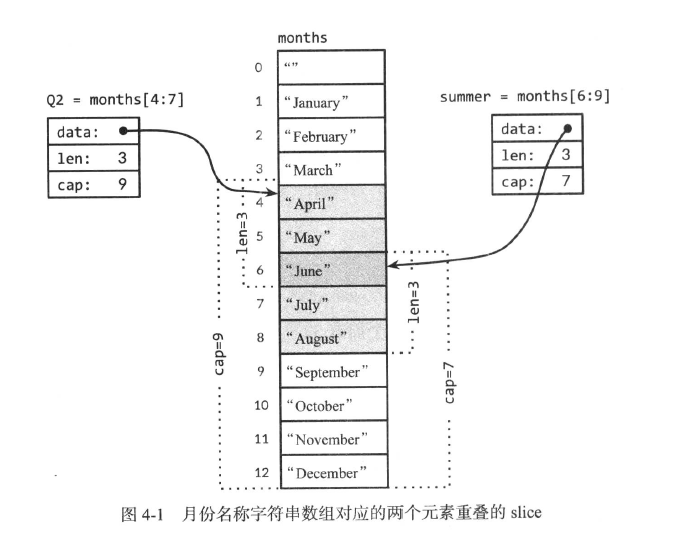 months
Q2 = months[4:7]
data:
len: 3
cap: 9
summer = months[6:9]
data:
len: 3
cap: 7
0 “”
1 “January”
2 “February”
3 “March”
4 “April”
5 “May”
6 “June”
7 “July”
8 “August”
9 “September”
10 “October”
11 “November”
12 “December”
len=3
cap=9
len=3
cap=7
图 4-1 月份名称字符串数组对应的两个元素重叠的 slice